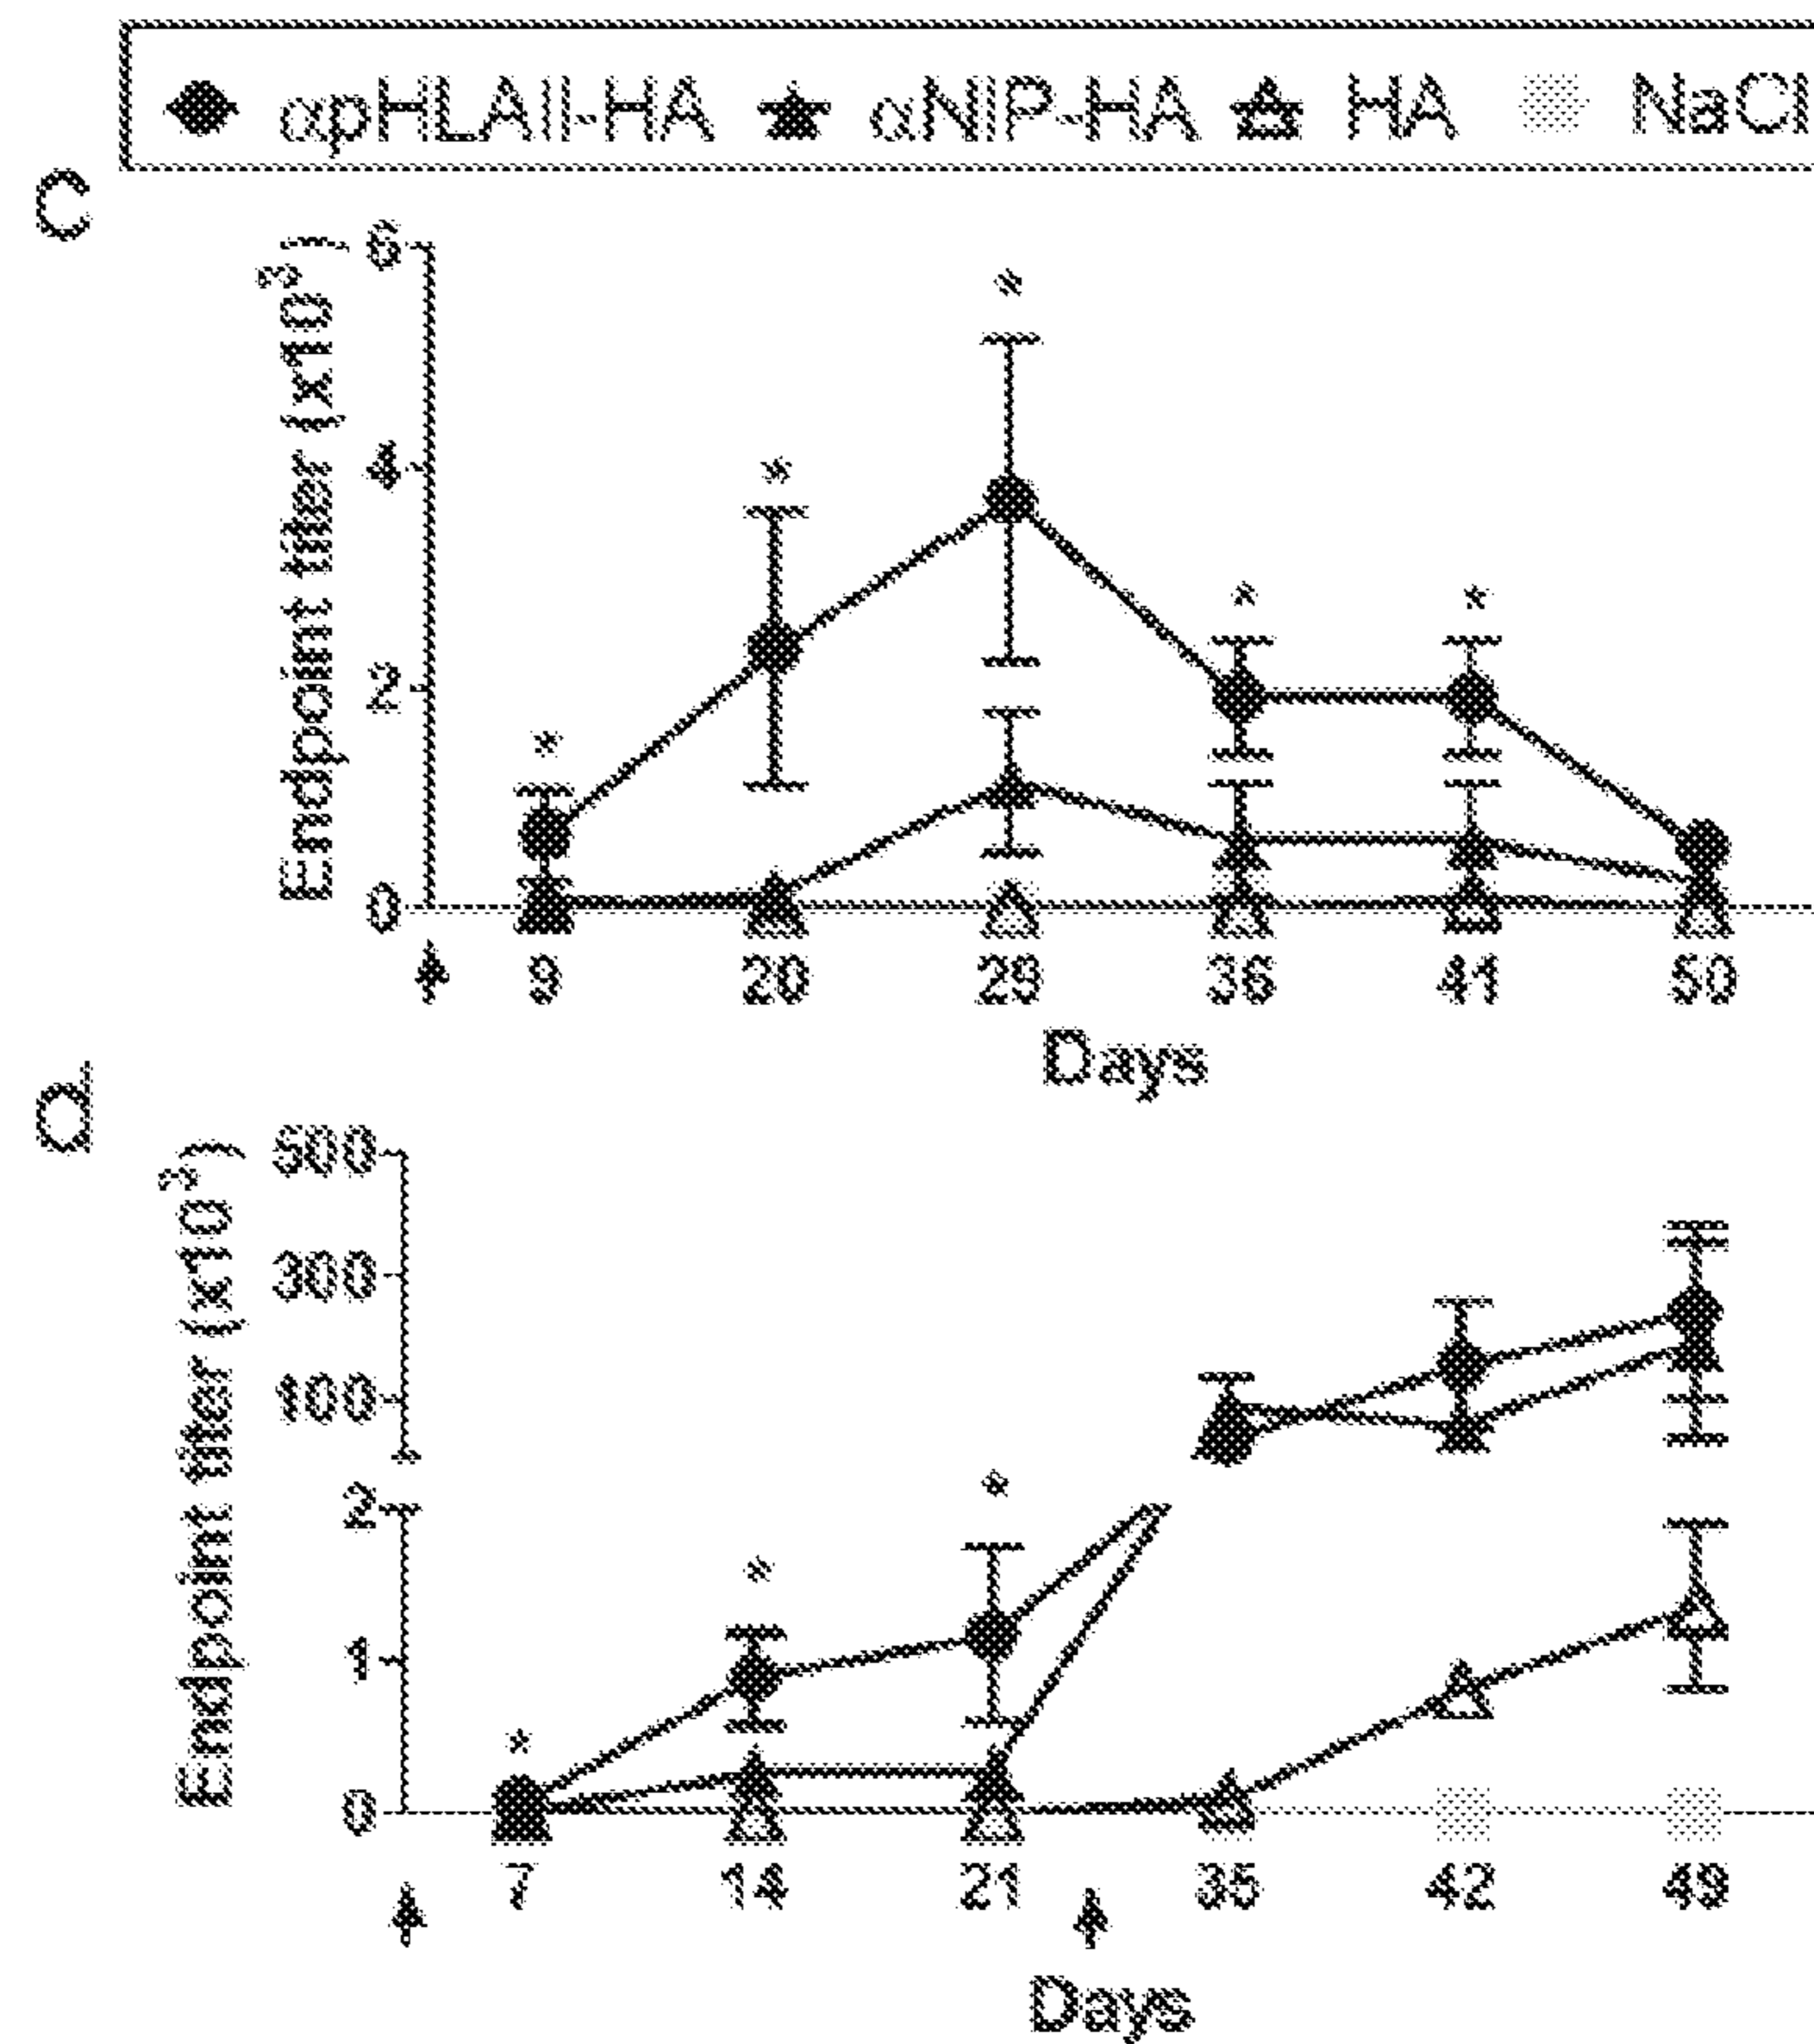 αpHLAII-HA αNIP-HA HA NaCl
c
Endpoint titer (x10³)
6
4
2
0
9 20 29 36 41 50
Days
d
Endpoint titer (x10³)
500
300
100
2
1
0
7 14 21 35 42 49
Days